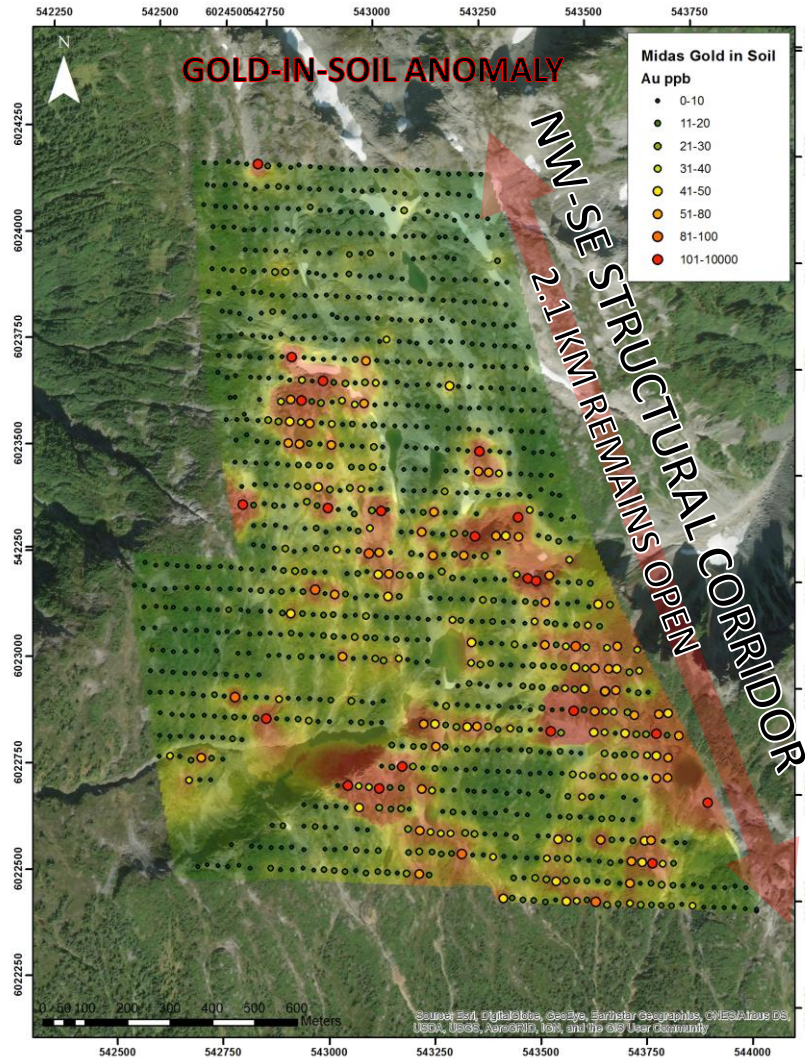 542250 542500 6024500542750 543000 543250 543500 543750
N
GOLD-IN-SOIL ANOMALY
Midas Gold in Soil
Au ppb
0-10
11-20
21-30
31-40
41-50
51-80
81-100
101-10000
NW-SE STRUCTURAL CORRIDOR
2.1 KM REMAINS OPEN
6024250
6024000
6023750
6023500
542250
6023000
6022750
6022500
6022250
0 50 100 200 300 400 500 600
Meters
Source: Esri, DigitalGlobe, GeoEye, Earthstar Geographics, CNES/Airbus DS,
USDA, USGS, AeroGRID, IGN, and the GIS User Community
542500 542750 543000 543250 543500 543750 544000